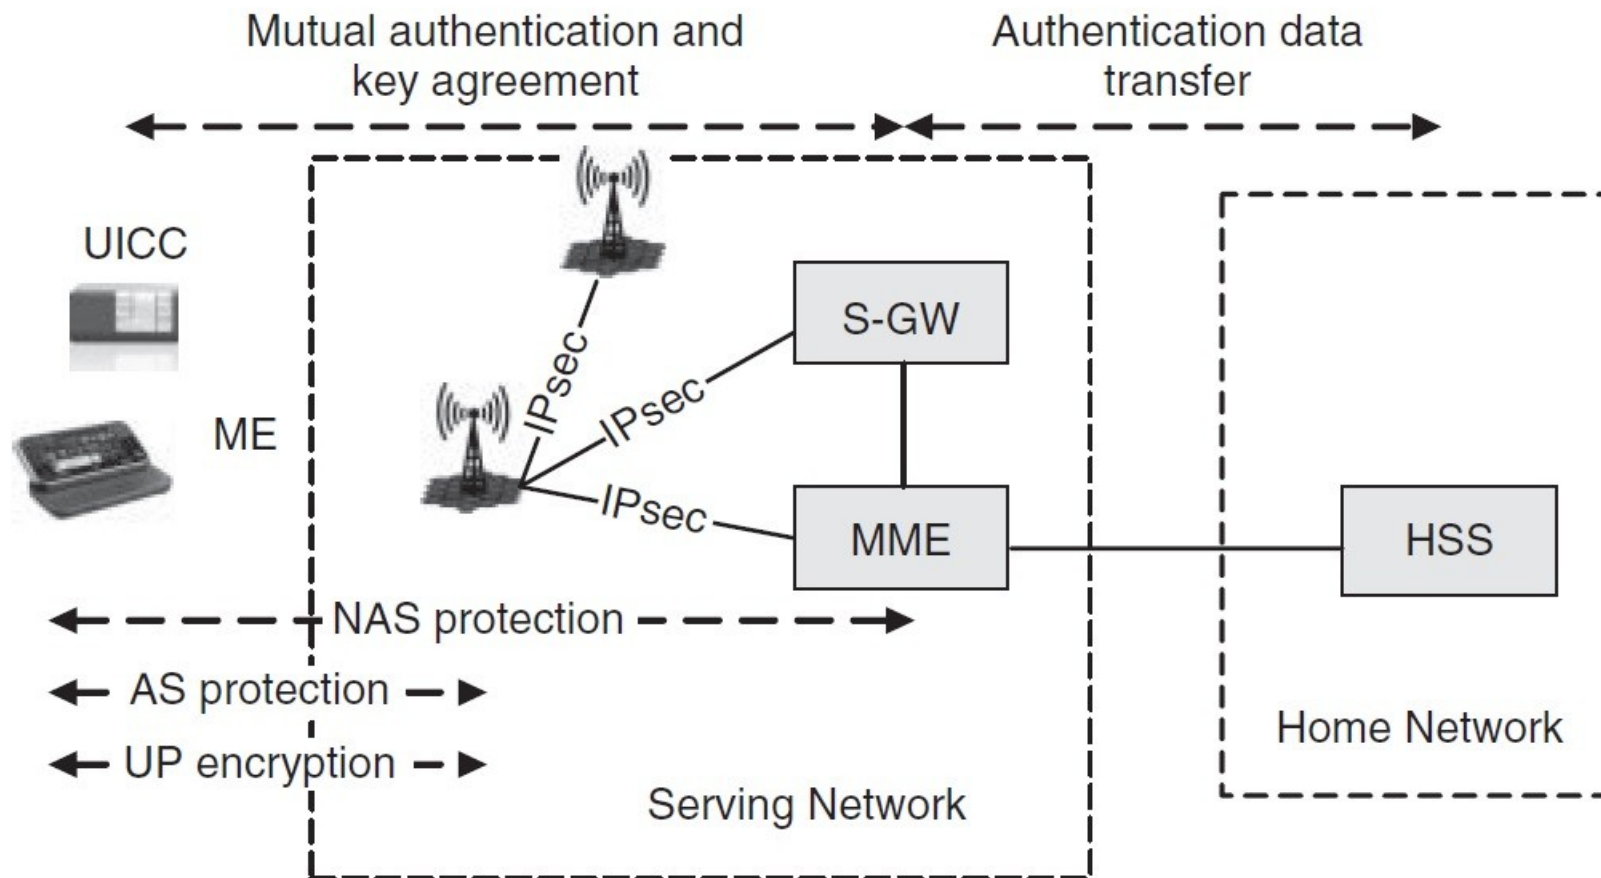 Mutual authentication and
key agreement
Authentication data
transfer
UICC
ME
IPsec
IPsec
IPsec
S-GW
MME
HSS
NAS protection
AS protection
UP encryption
Serving Network
Home Network